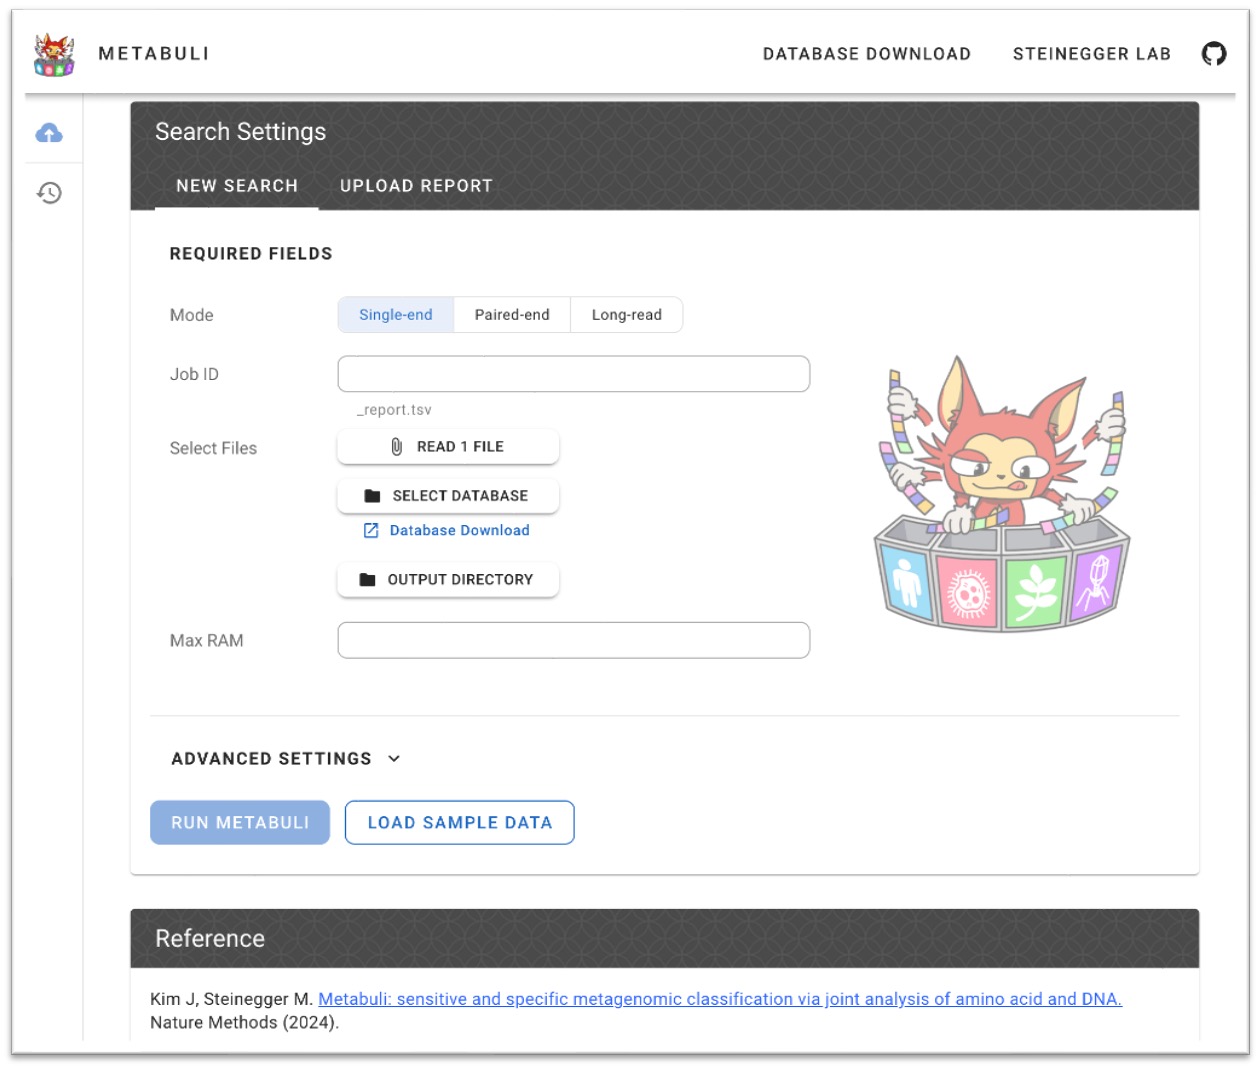 METABULI
DATABASE DOWNLOAD
STEINEGGER LAB
Search Settings
NEW SEARCH
UPLOAD REPORT
REQUIRED FIELDS
Mode
Single-end
Paired-end
Long-read
Job ID
_report.tsv
Select Files
READ 1 FILE
SELECT DATABASE
Database Download
OUTPUT DIRECTORY
Max RAM
ADVANCED SETTINGS
RUN METABULI
LOAD SAMPLE DATA
Reference
Kim J, Steinegger M. Metabuli: sensitive and specific metagenomic classification via joint analysis of amino acid and DNA.
Nature Methods (2024).